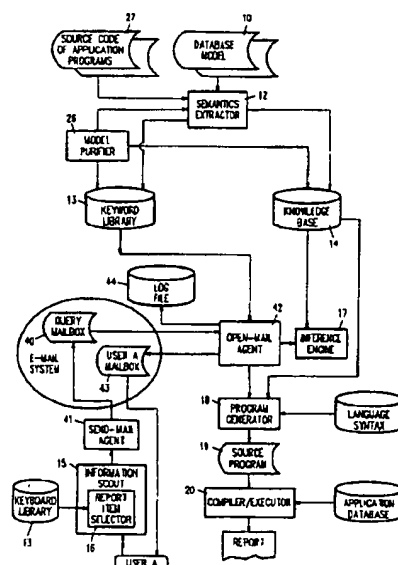 27
10
SOURCE CODE
OF APPLICATION
PROGRAMS
DATABASE
MODEL
12
SEMANTICS
EXTRACTOR
26
MODEL
PURIFIER
13
KEYWORD
LIBRARY
KNOWLEDGE
BASE
14
44
LOG
FILE
42
17
QUERY
MAILBOX
40
OPEN-MAIL
AGENT
INFERENCE
ENGINE
E-MAIL
SYSTEM
USER A
MAILBOX
43
18
PROGRAM
GENERATOR
LANGUAGE
SYNTAX
41
SEND-MAIL
AGENT
19
SOURCE
PROGRAM
15
INFORMATION
SCOUT
20
KEYBOARD
LIBRARY
REPORT ITEM
SELECTOR
COMPILER/EXECUTOR
APPLICATION
DATABASE
13
16
USER A
REPORT